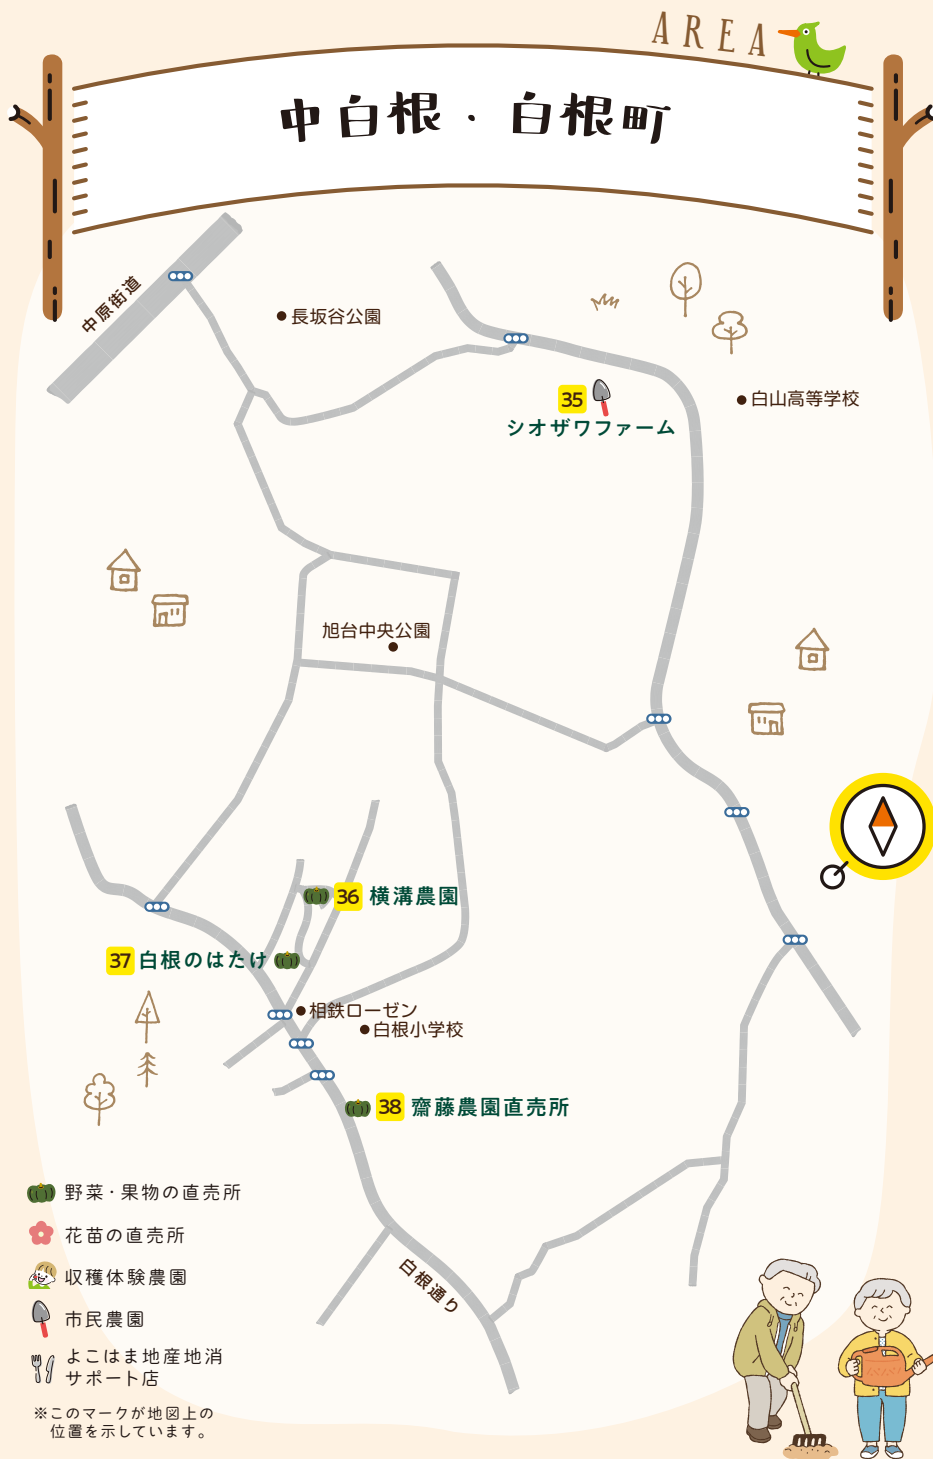 AREA
中白根・白根町
中原街道
長坂谷公園
白山高等学校
35
シオザワファーム
旭台中央公園
36 横溝農園
37 白根のはたけ
相鉄ローゼン
白根小学校
38 齋藤農園直売所
白根通り
野菜・果物の直売所
花苗の直売所
収穫体験農園
市民農園
よこはま地産地消
サポート店
※このマークが地図上の
位置を示しています。